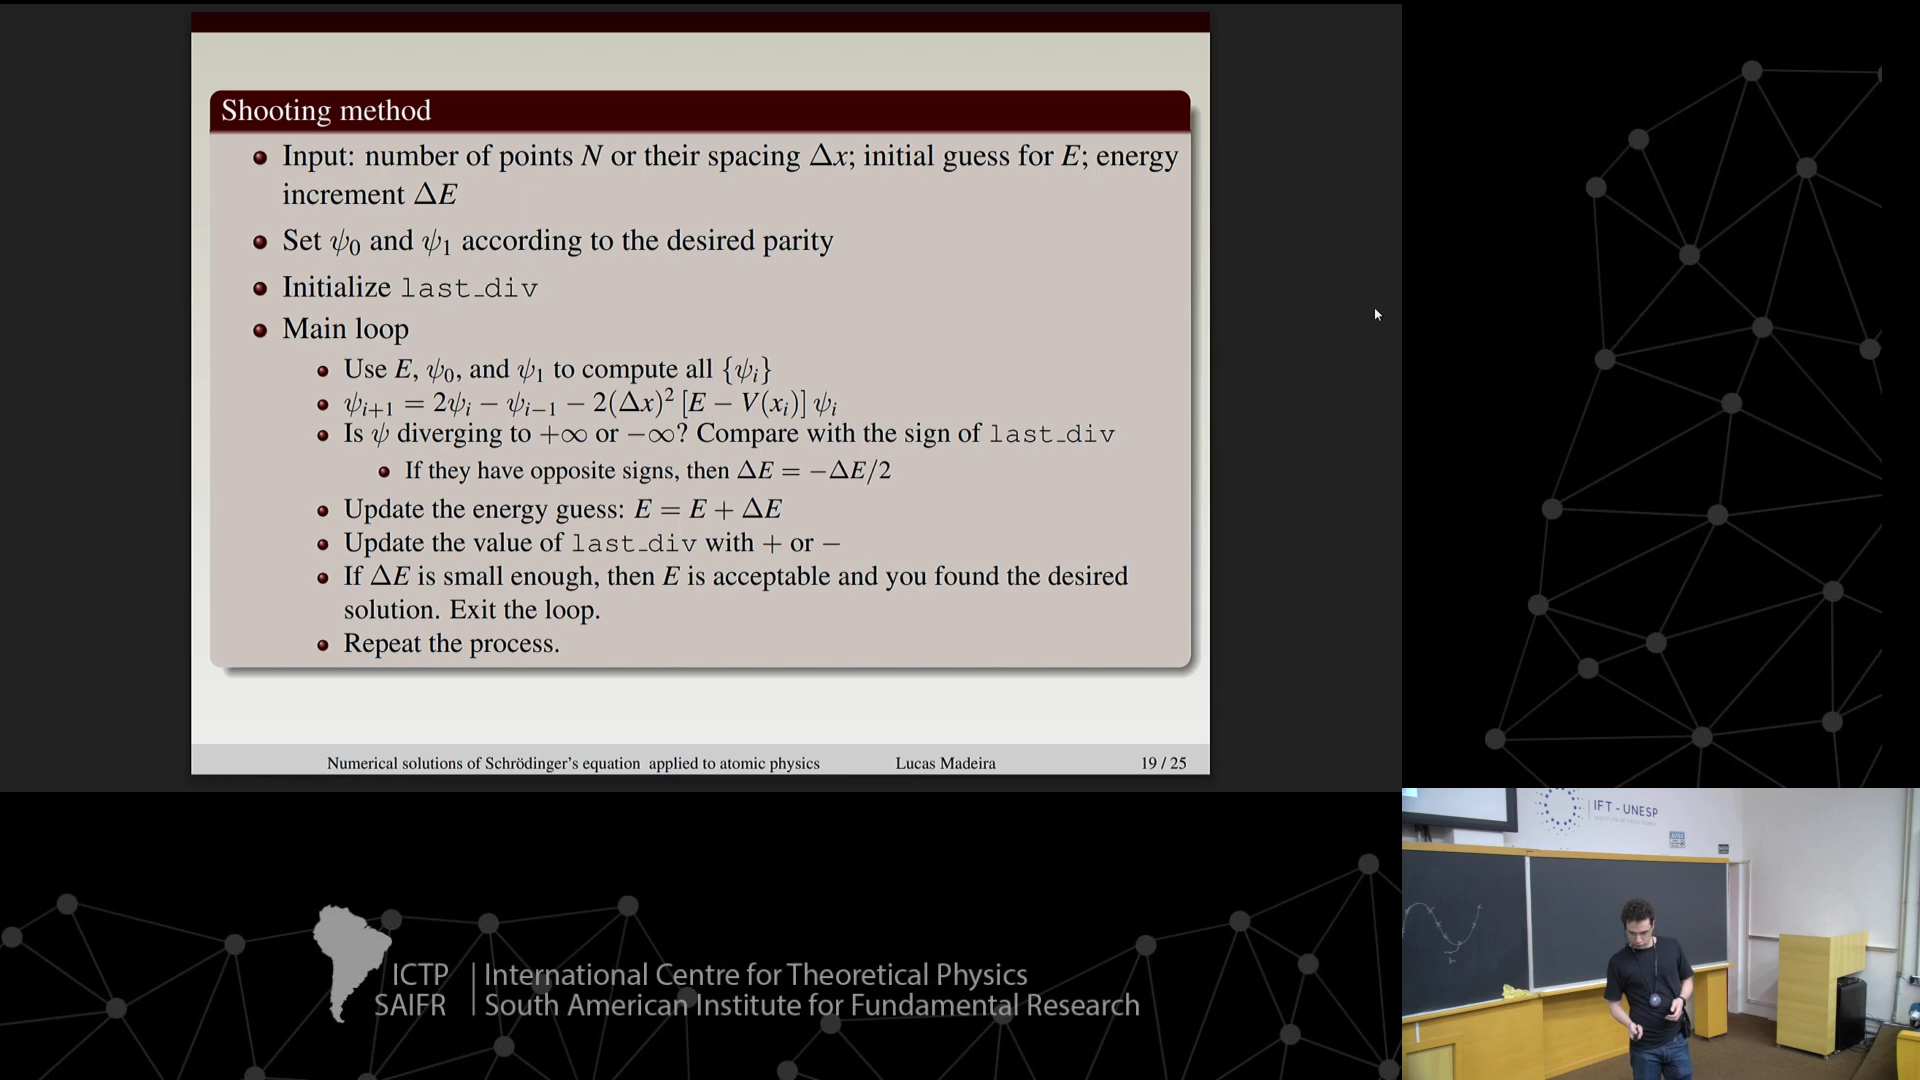 Shooting method
Input: number of points N or their spacing Δx; initial guess for E; energy
increment ΔE
Set ψ₀ and ψ₁ according to the desired parity
Initialize last_div
Main loop
Use E, ψ₀, and ψ₁ to compute all {ψᵢ}
ψᵢ₊₁ = 2ψᵢ − ψᵢ₋₁ − 2(Δx)² [E − V(xᵢ)] ψᵢ
Is ψ diverging to +∞ or −∞? Compare with the sign of last_div
If they have opposite signs, then ΔE = −ΔE/2
Update the energy guess: E = E + ΔE
Update the value of last_div with + or −
If ΔE is small enough, then E is acceptable and you found the desired
solution. Exit the loop.
Repeat the process.
Numerical solutions of Schrödinger's equation applied to atomic physics Lucas Madeira 19 / 25
IFT - UNESP
ICTP | International Centre for Theoretical Physics
SAIFR | South American Institute for Fundamental Research